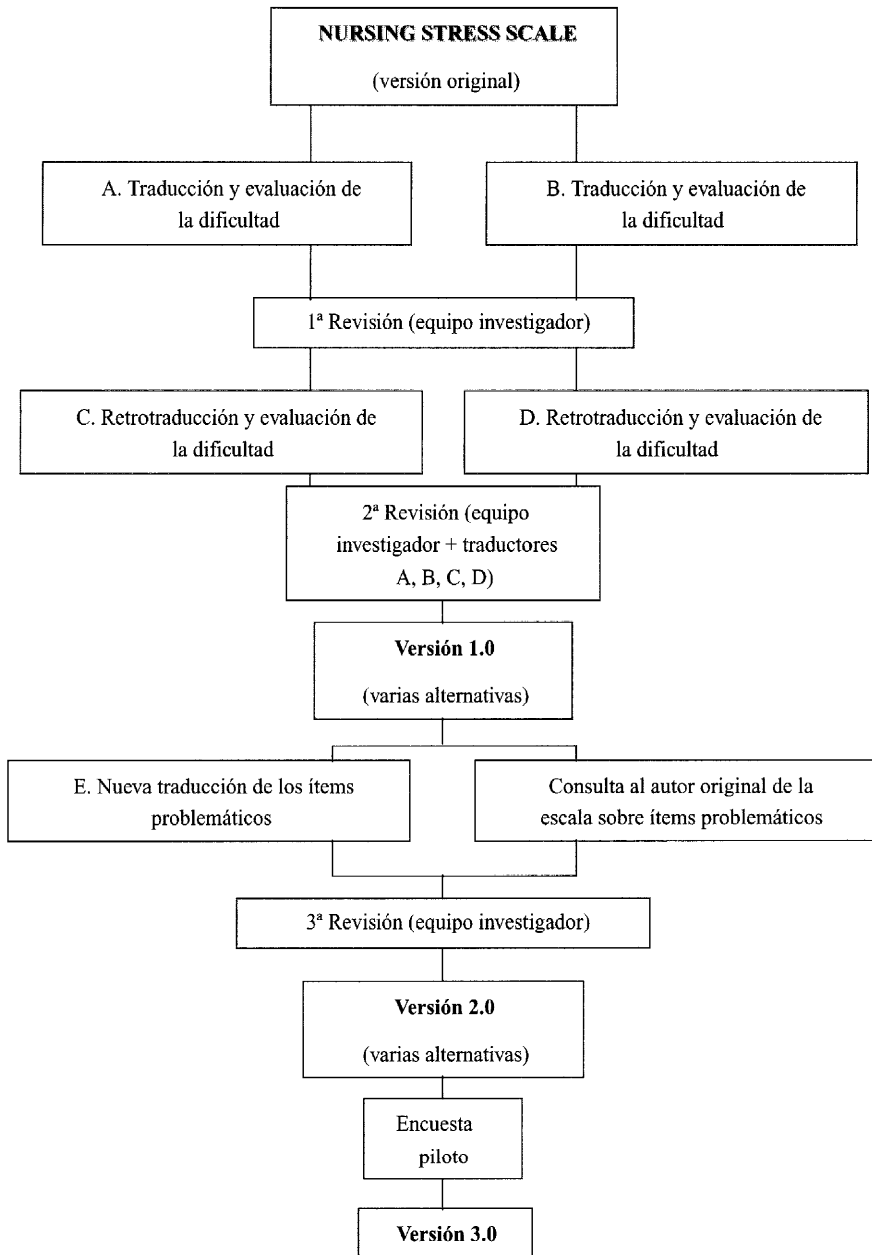 NURSING STRESS SCALE
(versión original)
A. Traducción y evaluación de
la dificultad
B. Traducción y evaluación de
la dificultad
1ª Revisión (equipo investigador)
C. Retrotraducción y evaluación de
la dificultad
D. Retrotraducción y evaluación de
la dificultad
2ª Revisión (equipo
investigador + traductores
A, B, C, D)
Versión 1.0
(varias alternativas)
E. Nueva traducción de los ítems
problemáticos
Consulta al autor original de la
escala sobre ítems problemáticos
3ª Revisión (equipo investigador)
Versión 2.0
(varias alternativas)
Encuesta
piloto
Versión 3.0